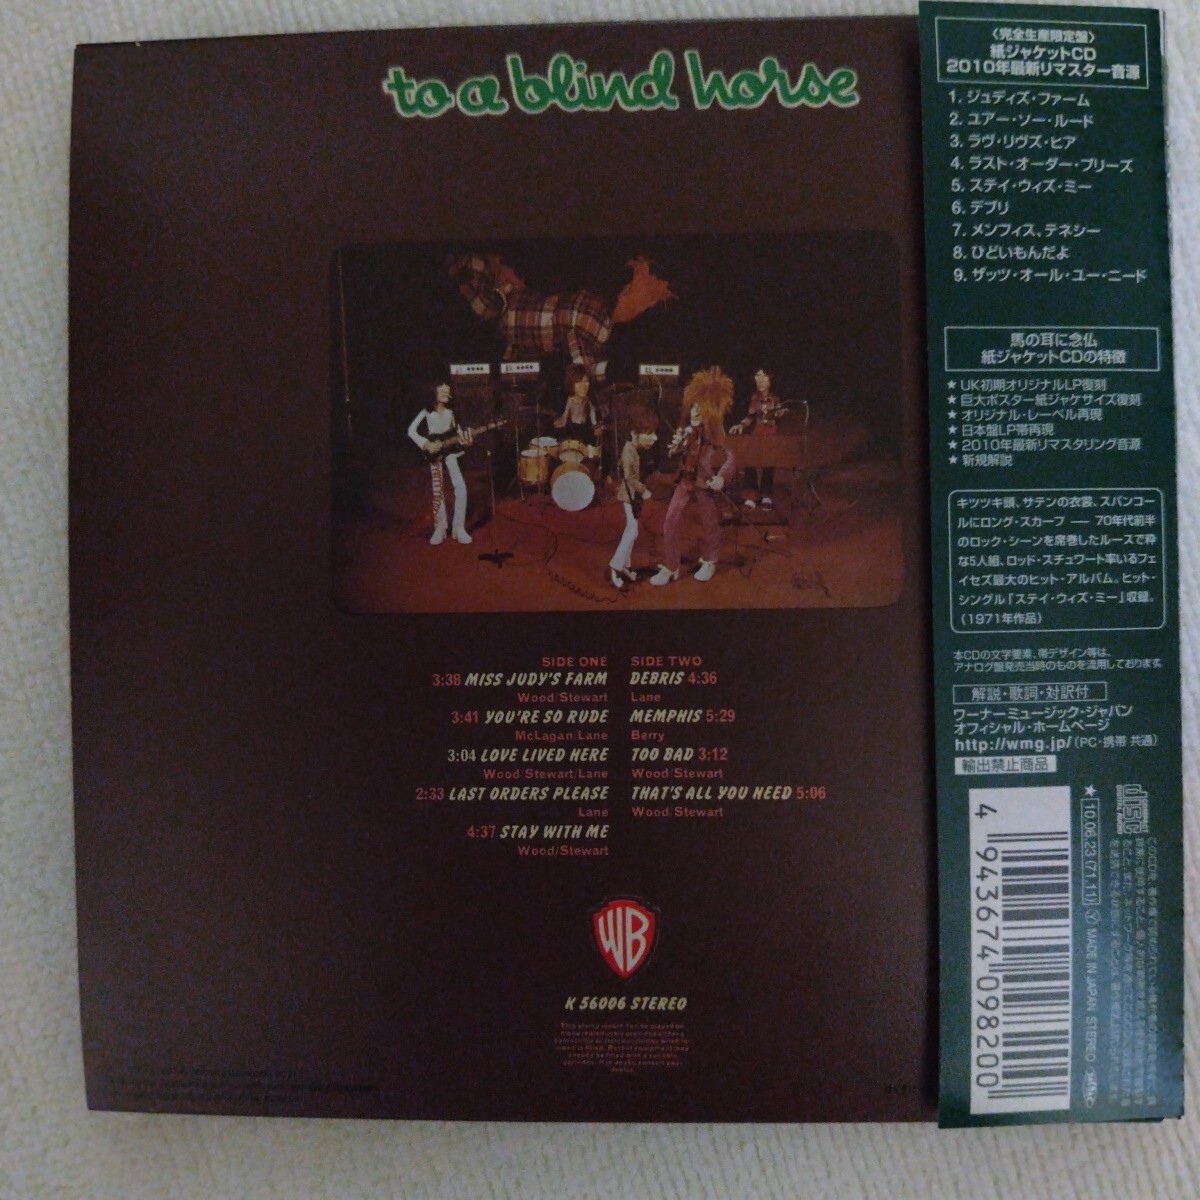 to a blind horse
SIDE ONE
3:38 MISS JUDY'S FARM
Wood/Stewart
3:41 YOU'RE SO RUDE
McLagan/Lane
3:04 LOVE LIVED HERE
Wood/Stewart/Lane
2:33 LAST ORDERS PLEASE
Lane
4:37 STAY WITH ME
Wood/Stewart
SIDE TWO
DEBRIS 4:36
Lane
MEMPHIS 5:29
Berry
TOO BAD 3:12
Wood/Stewart
THAT'S ALL YOU NEED 5:06
Wood/Stewart
WB
K 56006 STEREO
〈完全生産限定盤〉
紙ジャケットCD
2010年最新リマスター音源
1. ジュディズ・ファーム
2. ユアー・ソー・ルード
3. ラヴ・リヴズ・ヒア
4. ラスト・オーダー・プリーズ
5. ステイ・ウィズ・ミー
6. デブリ
7. メンフィス、テネシー
8. ひどいもんだよ
9. ザッツ・オール・ユー・ニード
馬の耳に念仏
紙ジャケットCDの特徴
★ UK初期オリジナルLP復刻
★ 巨大ポスター紙ジャケサイズ復刻
★ オリジナル・レーベル再現
★ 日本盤LP帯再現
★ 2010年最新リマスタリング音源
★ 新規解説
キツツキ頭、サテンの衣裳、スパンコー
ルにロング・スカーフ ― 70年代前半
のロック・シーンを席巻したルースで粋
な5人組、ロッド・スチュワート率いるフェ
イセズ最大のヒット・アルバム。ヒット・
シングル「ステイ・ウィズ・ミー」収録。
(1971年作品)
本CDの文字要素、帯デザイン等は、
アナログ盤発売当時のものを流用しております。
解説・歌詞・対訳付
ワーナーミュージック・ジャパン
オフィシャル・ホームページ
http://wmg.jp/ (PC・携帯 共通)
輸出禁止商品
COMPACT
disc
DIGITAL AUDIO
★ 10.06.23 (71.11) Ⓨ MADE IN JAPAN STEREO
4 943674 098200